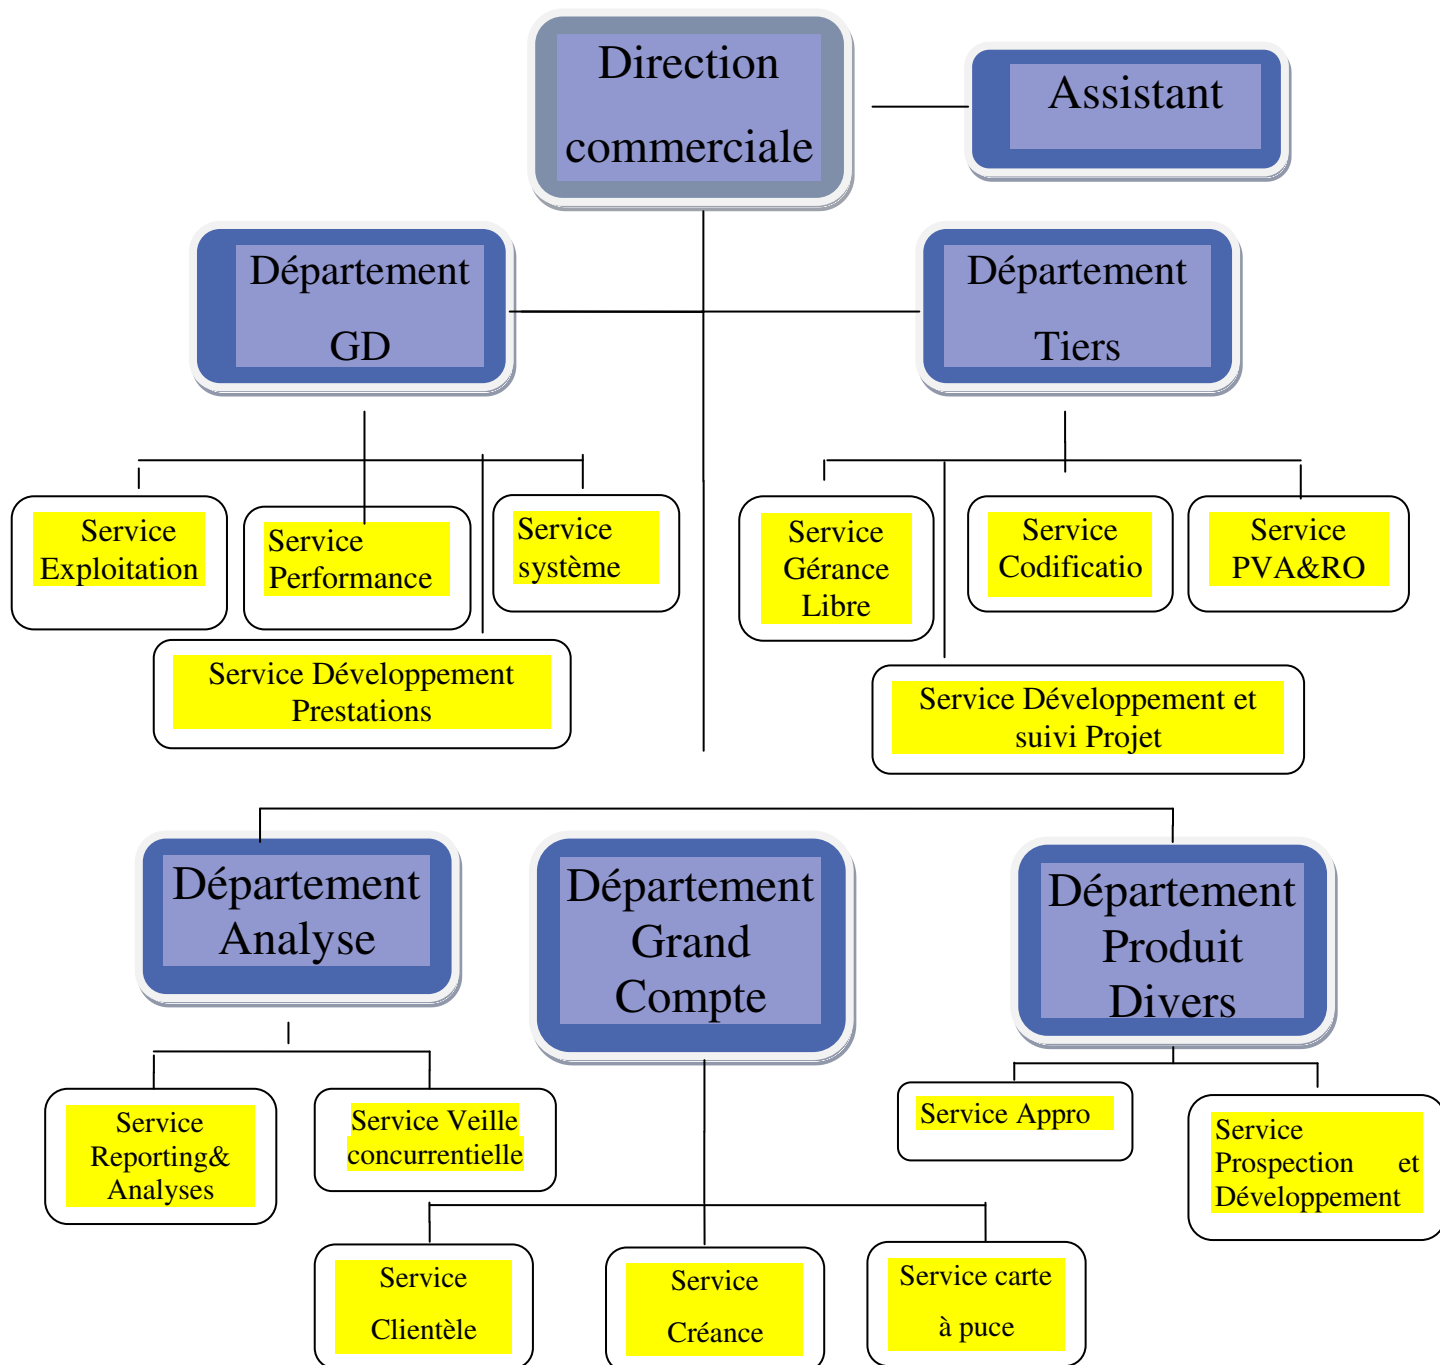 Direction
commerciale
Assistant
Département
GD
Département
Tiers
Service
Exploitation
Service
Performance
Service
système
Service
Gérance
Libre
Service
Codificatio
Service
PVA&RO
Service Développement
Prestations
Service Développement et
suivi Projet
Département
Analyse
Département
Grand
Compte
Département
Produit
Divers
Service
Reporting&
Analyses
Service Veille
concurrentielle
Service Appro
Service
Prospection et
Développement
Service
Clientèle
Service
Créance
Service carte
à puce